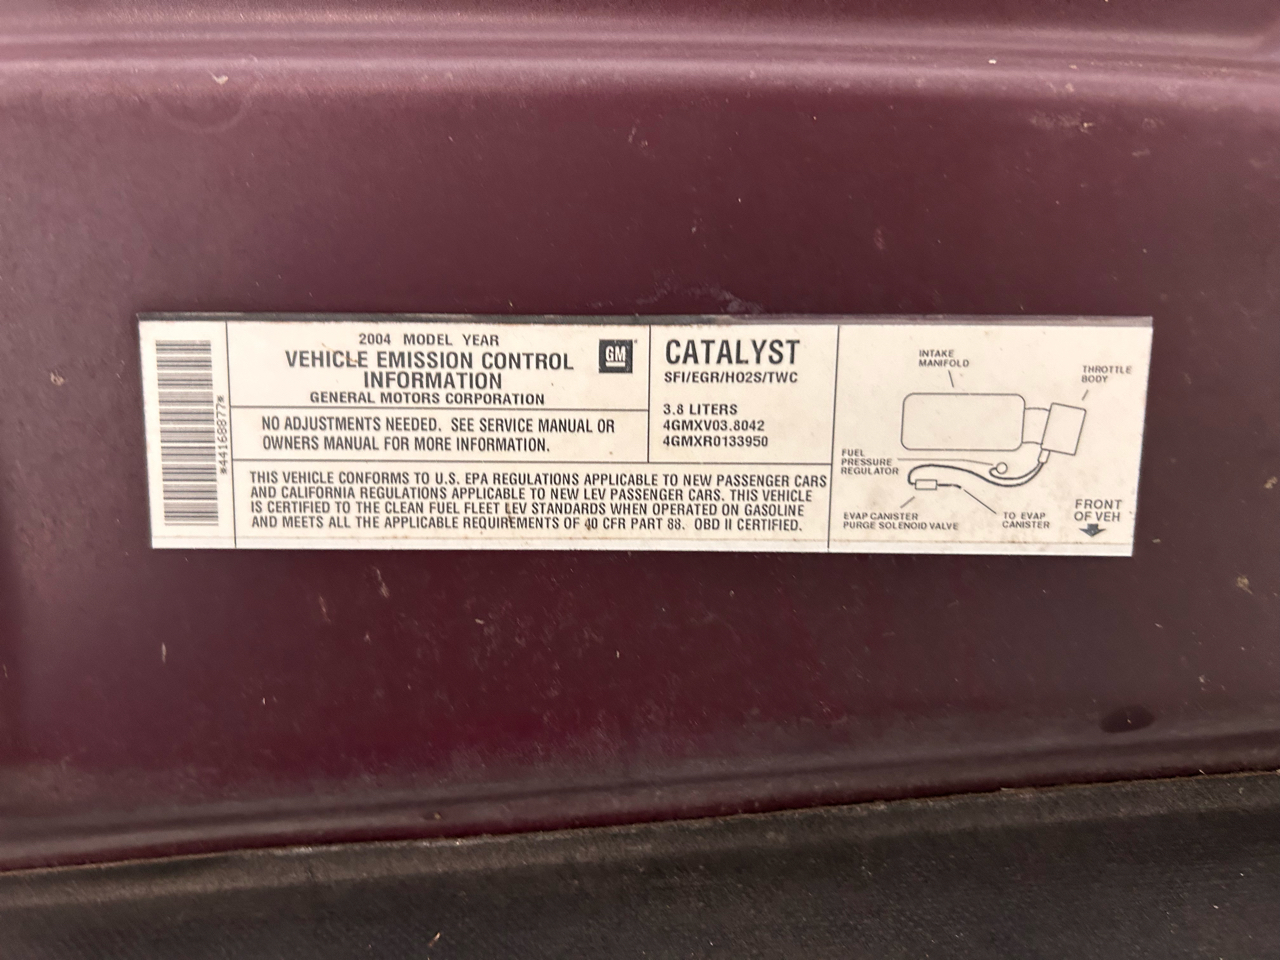 *44168877*
2004 MODEL YEAR
VEHICLE EMISSION CONTROL
INFORMATION
GENERAL MOTORS CORPORATION
GM
NO ADJUSTMENTS NEEDED. SEE SERVICE MANUAL OR
OWNERS MANUAL FOR MORE INFORMATION.
CATALYST
SFI/EGR/HO2S/TWC
3.8 LITERS
4GMXV03.8042
4GMXR0133950
THIS VEHICLE CONFORMS TO U.S. EPA REGULATIONS APPLICABLE TO NEW PASSENGER CARS
AND CALIFORNIA REGULATIONS APPLICABLE TO NEW LEV PASSENGER CARS. THIS VEHICLE
IS CERTIFIED TO THE CLEAN FUEL FLEET LEV STANDARDS WHEN OPERATED ON GASOLINE
AND MEETS ALL THE APPLICABLE REQUIREMENTS OF 40 CFR PART 88. OBD II CERTIFIED.
INTAKE
MANIFOLD
THROTTLE
BODY
FUEL
PRESSURE
REGULATOR
EVAP CANISTER
PURGE SOLENOID VALVE
TO EVAP
CANISTER
FRONT
OF VEH